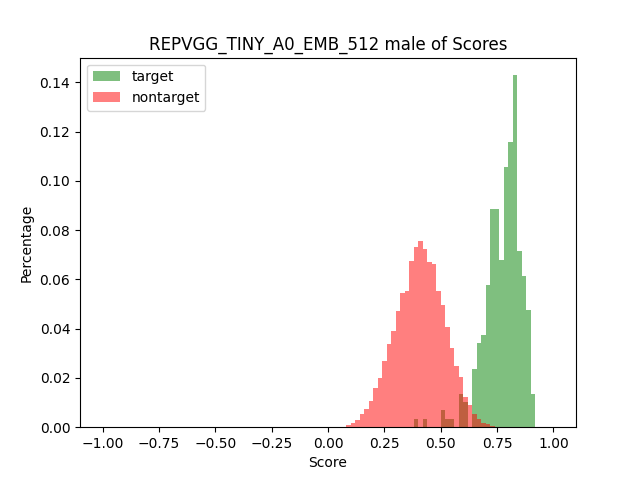 REPVGG_TINY_A0_EMB_512 male of Scores
target
nontarget
0.14
0.12
0.10
0.08
0.06
0.04
0.02
0.00
Percentage
−1.00 −0.75 −0.50 −0.25 0.00 0.25 0.50 0.75 1.00
Score